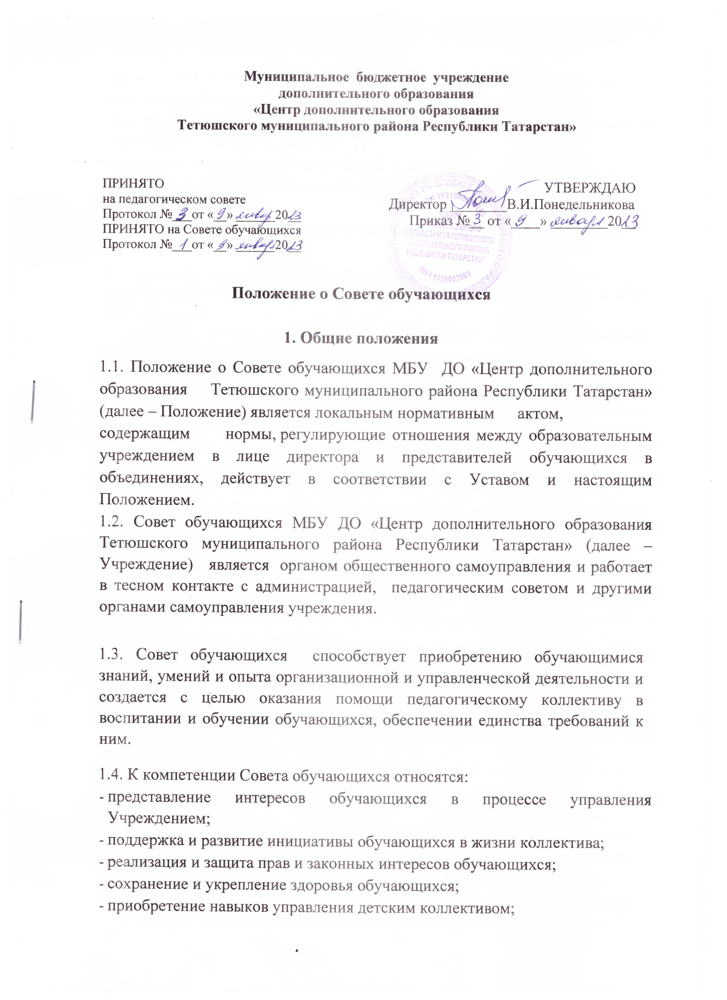 Муниципальное бюджетное учреждение
дополнительного образования
«Центр дополнительного образования
Тетюшского муниципального района Республики Татарстан»
ПРИНЯТО
на педагогическом совете
Протокол № 3 от « 9 » январ 2023
ПРИНЯТО на Совете обучающихся
Протокол № 1 от « 9 » января 2023
УТВЕРЖДАЮ
Директор В.И.Понедельникова
Приказ № 3 от « 9 » января 2023
"ЦЕНТР
ДОПОЛНИТЕЛЬНОГО
ОБРАЗОВАНИЯ ТЕТЮШСКОГО
МУНИЦИПАЛЬНОГО РАЙОНА
РЕСПУБЛИКИ ТАТАРСТАН"
ИНН 1638003685
Положение о Совете обучающихся
1. Общие положения
1.1. Положение о Совете обучающихся МБУ ДО «Центр дополнительного
образования Тетюшского муниципального района Республики Татарстан»
(далее – Положение) является локальным нормативным актом,
содержащим нормы, регулирующие отношения между образовательным
учреждением в лице директора и представителей обучающихся в
объединениях, действует в соответствии с Уставом и настоящим
Положением.
1.2. Совет обучающихся МБУ ДО «Центр дополнительного образования
Тетюшского муниципального района Республики Татарстан» (далее –
Учреждение) является органом общественного самоуправления и работает
в тесном контакте с администрацией, педагогическим советом и другими
органами самоуправления учреждения.
1.3. Совет обучающихся способствует приобретению обучающимися
знаний, умений и опыта организационной и управленческой деятельности и
создается с целью оказания помощи педагогическому коллективу в
воспитании и обучении обучающихся, обеспечении единства требований к
ним.
1.4. К компетенции Совета обучающихся относятся:
- представление интересов обучающихся в процессе управления
Учреждением;
- поддержка и развитие инициативы обучающихся в жизни коллектива;
- реализация и защита прав и законных интересов обучающихся;
- сохранение и укрепление здоровья обучающихся;
- приобретение навыков управления детским коллективом;